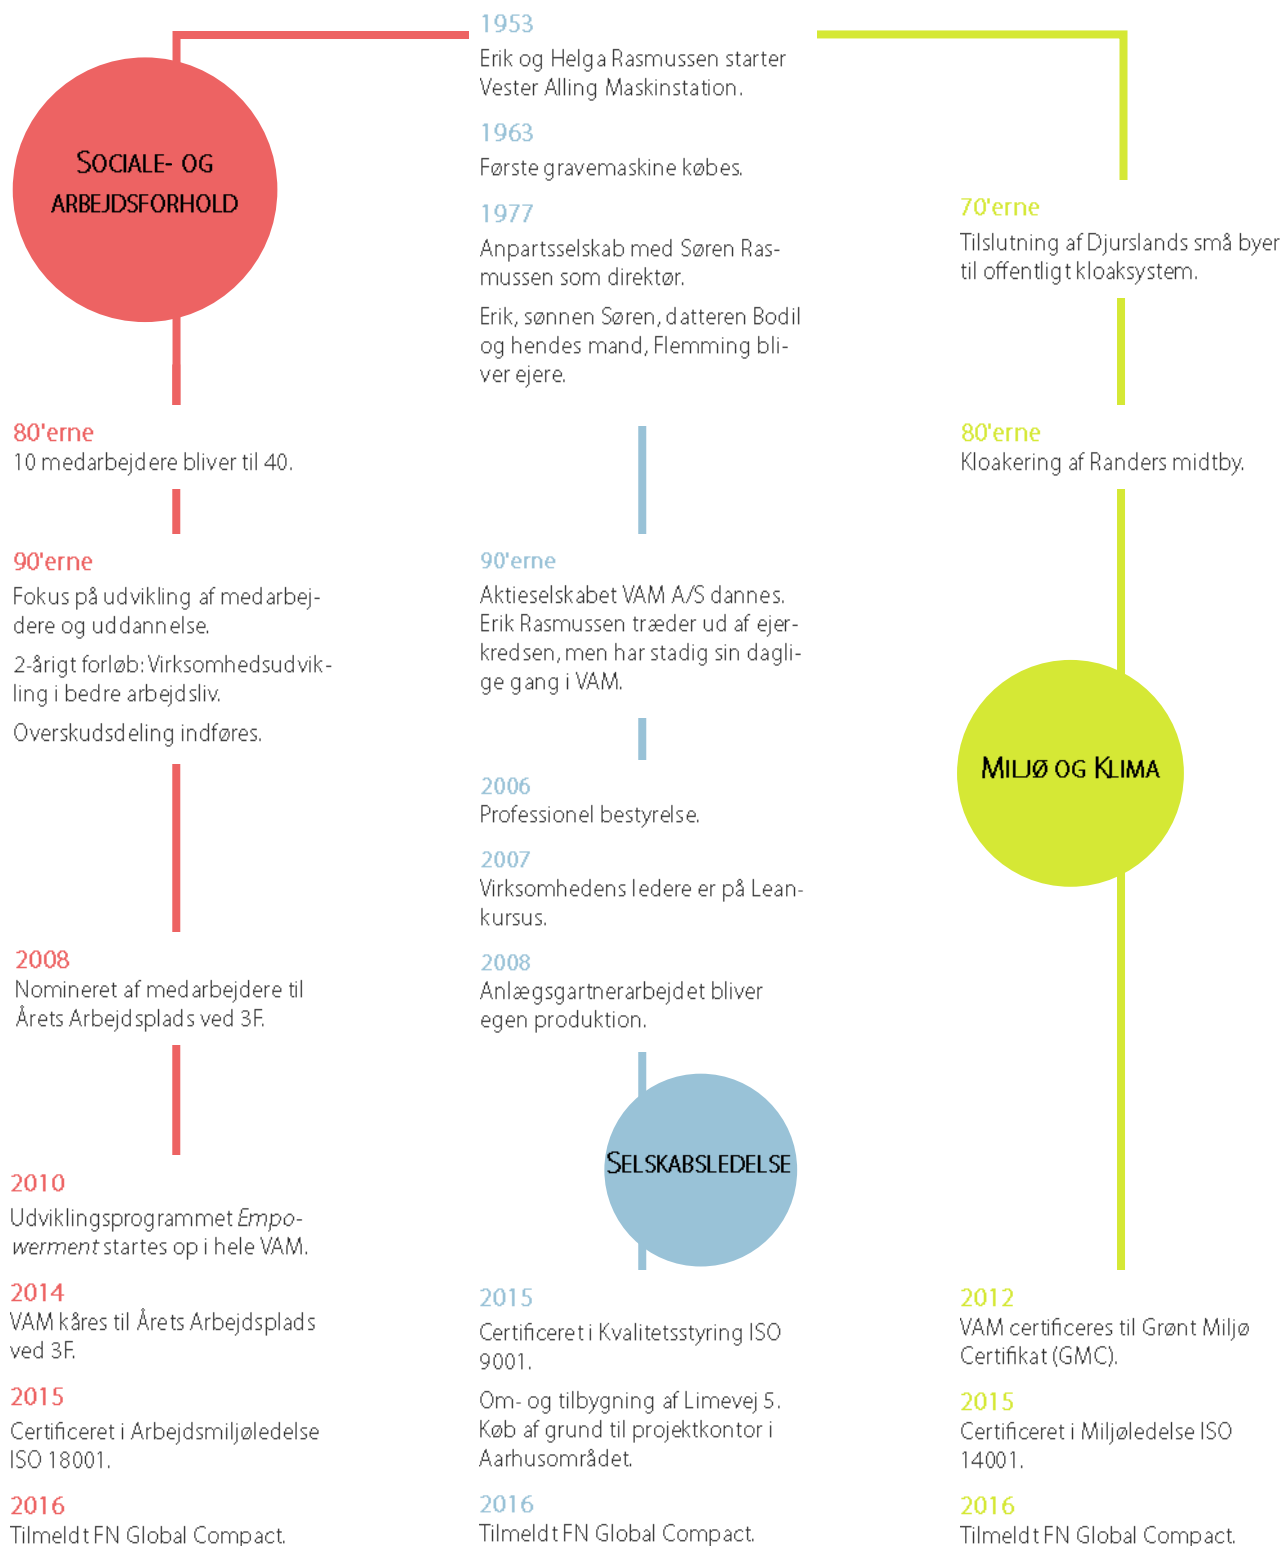 SOCIALE- OG
ARBEJDSFORHOLD
80'erne
10 medarbejdere bliver til 40.
90'erne
Fokus på udvikling af medarbej-
dere og uddannelse.
2-årigt forløb: Virksomhedsudvik-
ling i bedre arbejdsliv.
Overskudsdeling indføres.
2008
Nomineret af medarbejdere til
Årets Arbejdsplads ved 3F.
2010
Udviklingsprogrammet Empo-
werment startes op i hele VAM.
2014
VAM kåres til Årets Arbejdsplads
ved 3F.
2015
Certificeret i Arbejdsmiljøledelse
ISO 18001.
2016
Tilmeldt FN Global Compact.
1953
Erik og Helga Rasmussen starter
Vester Alling Maskinstation.
1963
Første gravemaskine købes.
1977
Anpartsselskab med Søren Ras-
mussen som direktør.
Erik, sønnen Søren, datteren Bodil
og hendes mand, Flemming bli-
ver ejere.
90'erne
Aktieselskabet VAM A/S dannes.
Erik Rasmussen træder ud af ejer-
kredsen, men har stadig sin dagli-
ge gang i VAM.
2006
Professionel bestyrelse.
2007
Virksomhedens ledere er på Lean-
kursus.
2008
Anlægsgartnerarbejdet bliver
egen produktion.
SELSKABSLEDELSE
2015
Certificeret i Kvalitetsstyring ISO
9001.
Om- og tilbygning af Limevej 5.
Køb af grund til projektkontor i
Aarhusområdet.
2016
Tilmeldt FN Global Compact.
70'erne
Tilslutning af Djurslands små byer
til offentligt kloaksystem.
80'erne
Kloakering af Randers midtby.
MILJØ OG KLIMA
2012
VAM certificeres til Grønt Miljø
Certifikat (GMC).
2015
Certificeret i Miljøledelse ISO
14001.
2016
Tilmeldt FN Global Compact.